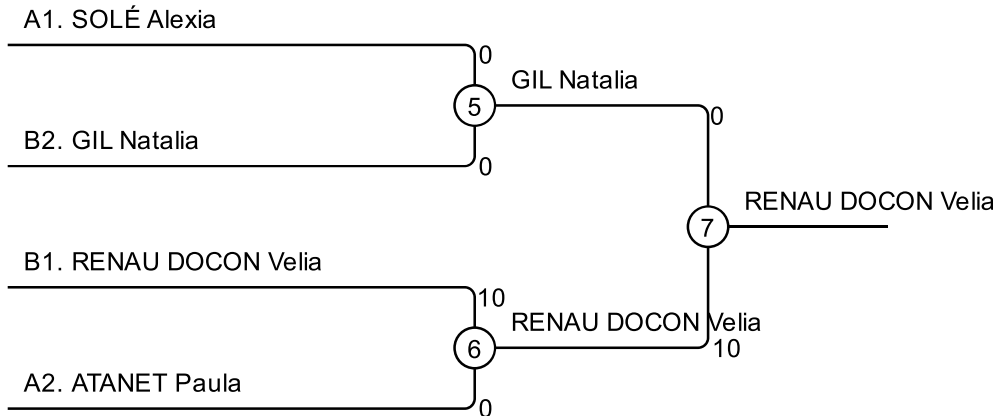 A1. SOLÉ Alexia
0
GIL Natalia
5
0
B2. GIL Natalia
0
RENAU DOCON Velia
7
B1. RENAU DOCON Velia
10
RENAU DOCON Velia
6
10
A2. ATANET Paula
0